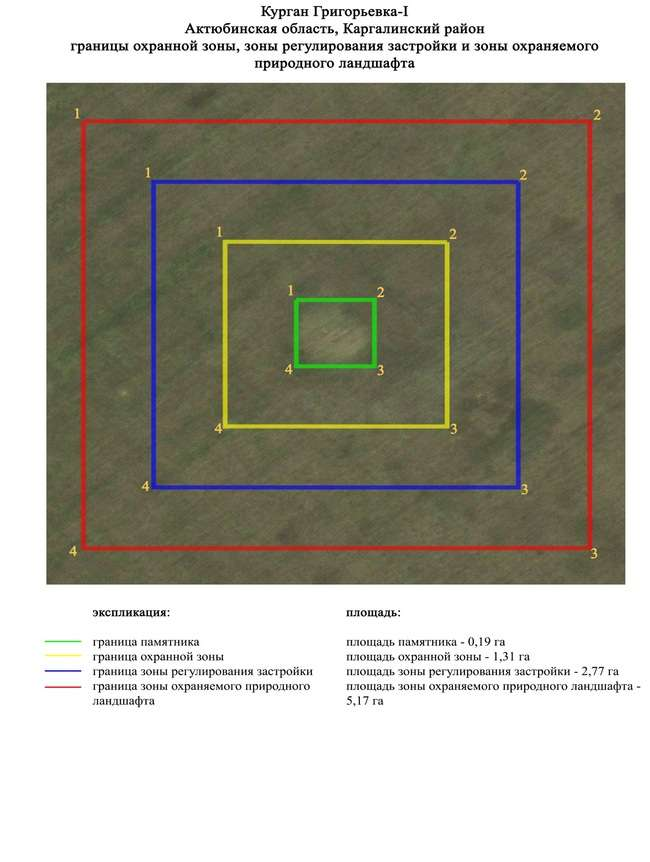 Курган Григорьевка-I
Актюбинская область, Каргалинский район
границы охранной зоны, зоны регулирования застройки и зоны охраняемого
природного ландшафта
1 2
1 2
1 2
1 2
4 3
4 3
4 3
4 3
экспликация: площадь:
граница памятника площадь памятника - 0,19 га
граница охранной зоны площадь охранной зоны - 1,31 га
граница зоны регулирования застройки площадь зоны регулирования застройки - 2,77 га
граница зоны охраняемого природного площадь зоны охраняемого природного ландшафта -
ландшафта 5,17 га